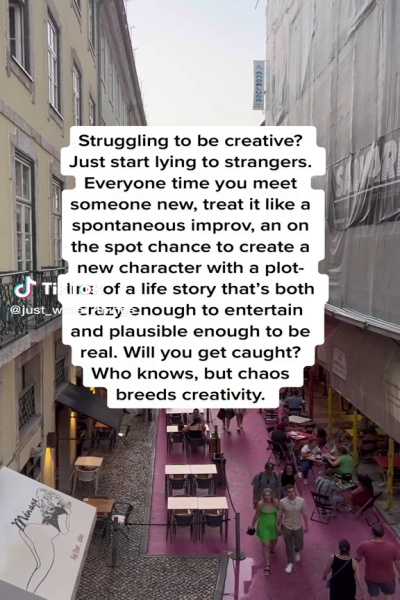 Struggling to be creative?
Just start lying to strangers.
Everyone time you meet
someone new, treat it like a
spontaneous improv, an on
the spot chance to create a
new character with a plot-
line of a life story that's both
crazy enough to entertain
and plausible enough to be
real. Will you get caught?
Who knows, but chaos
breeds creativity.